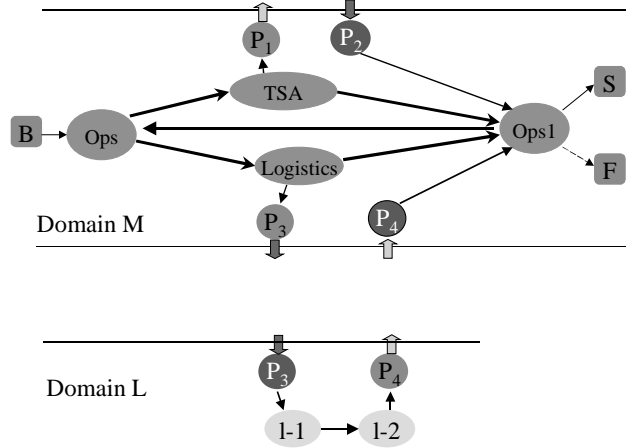 P1
P2
TSA
S
B
Ops
Ops1
Logistics
F
P3
P4
Domain M
P3
P4
Domain L
l-1
l-2